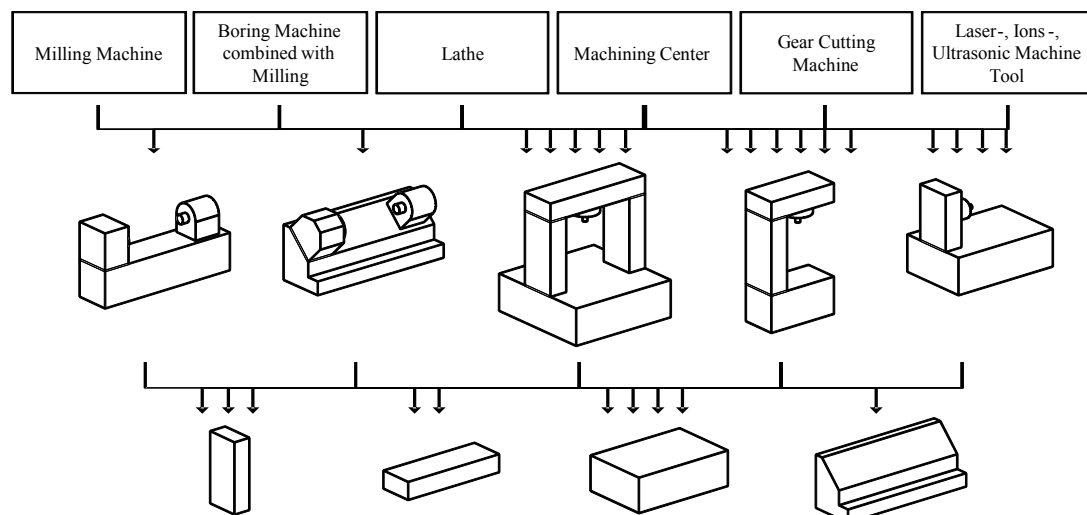 Milling Machine
Boring Machine
combined with
Milling
Lathe
Machining Center
Gear Cutting
Machine
Laser-, Ions -,
Ultrasonic Machine
Tool